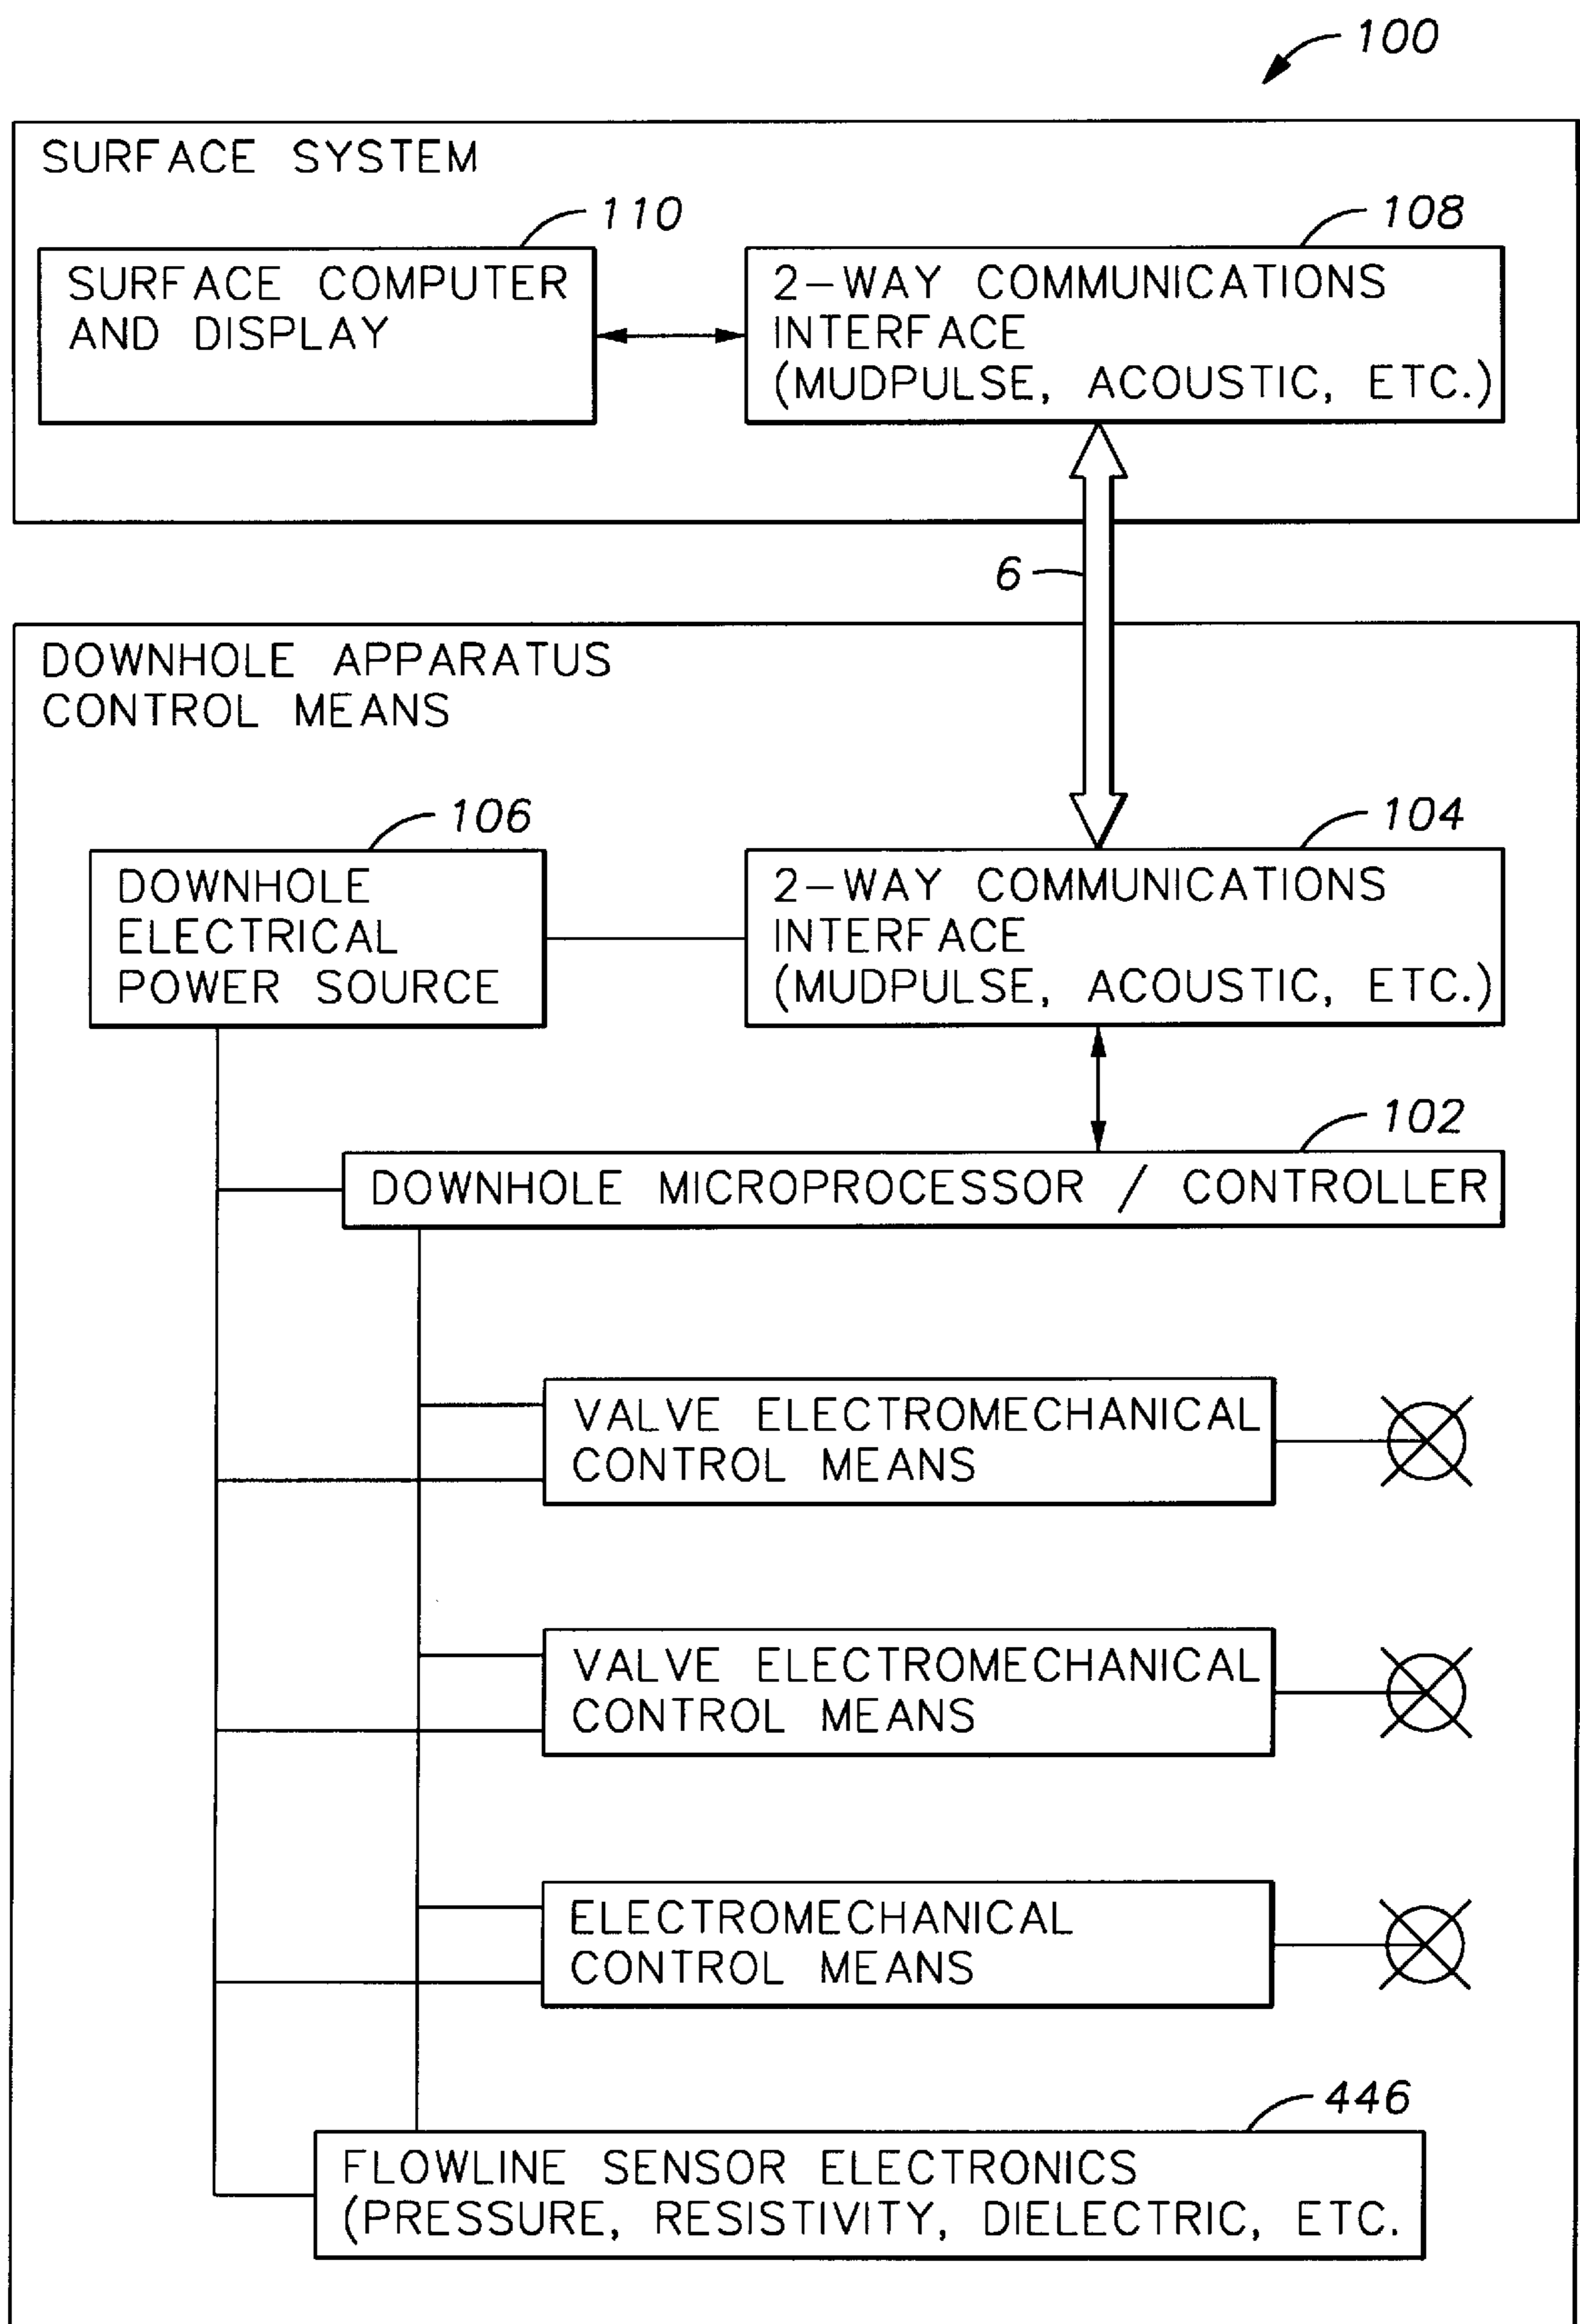 100
SURFACE SYSTEM
110
108
SURFACE COMPUTER
AND DISPLAY
2-WAY COMMUNICATIONS
INTERFACE
(MUDPULSE, ACOUSTIC, ETC.)
6
DOWNHOLE APPARATUS
CONTROL MEANS
106
104
DOWNHOLE
ELECTRICAL
POWER SOURCE
2-WAY COMMUNICATIONS
INTERFACE
(MUDPULSE, ACOUSTIC, ETC.)
102
DOWNHOLE MICROPROCESSOR / CONTROLLER
VALVE ELECTROMECHANICAL
CONTROL MEANS
VALVE ELECTROMECHANICAL
CONTROL MEANS
ELECTROMECHANICAL
CONTROL MEANS
446
FLOWLINE SENSOR ELECTRONICS
(PRESSURE, RESISTIVITY, DIELECTRIC, ETC.